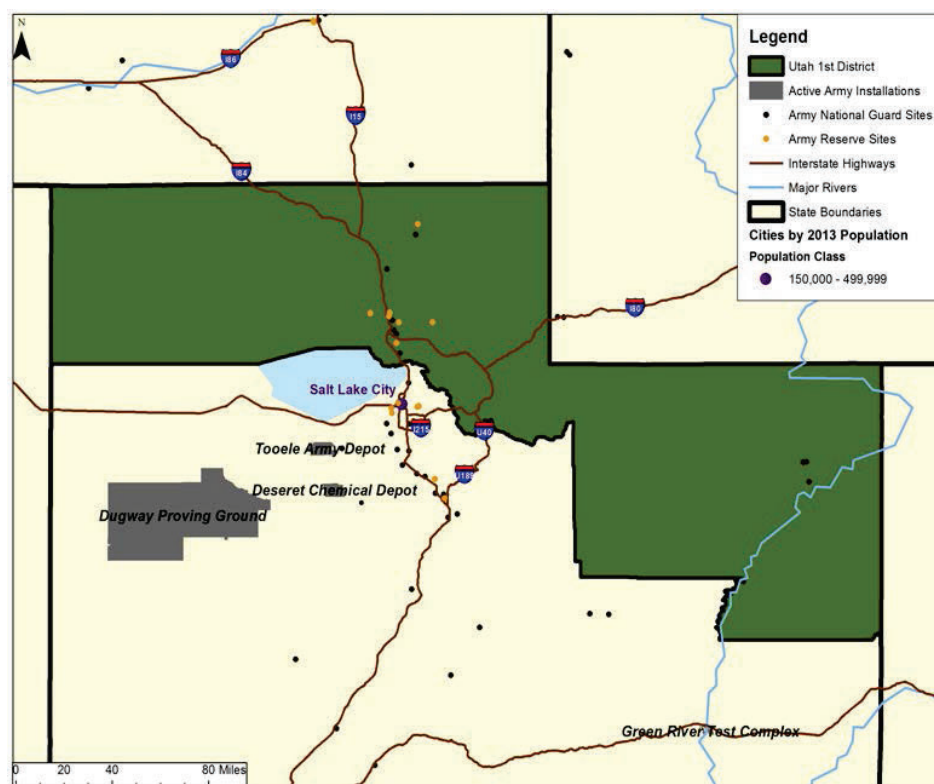 N
Legend
Utah 1st District
Active Army Installations
Army National Guard Sites
Army Reserve Sites
Interstate Highways
Major Rivers
State Boundaries
Cities by 2013 Population
Population Class
150,000 - 499,999
I86
I15
I84
I80
Salt Lake City
I215
U40
Tooele Army Depot
U189
Deseret Chemical Depot
Dugway Proving Ground
Green River Test Complex
0 20 40 80 Miles